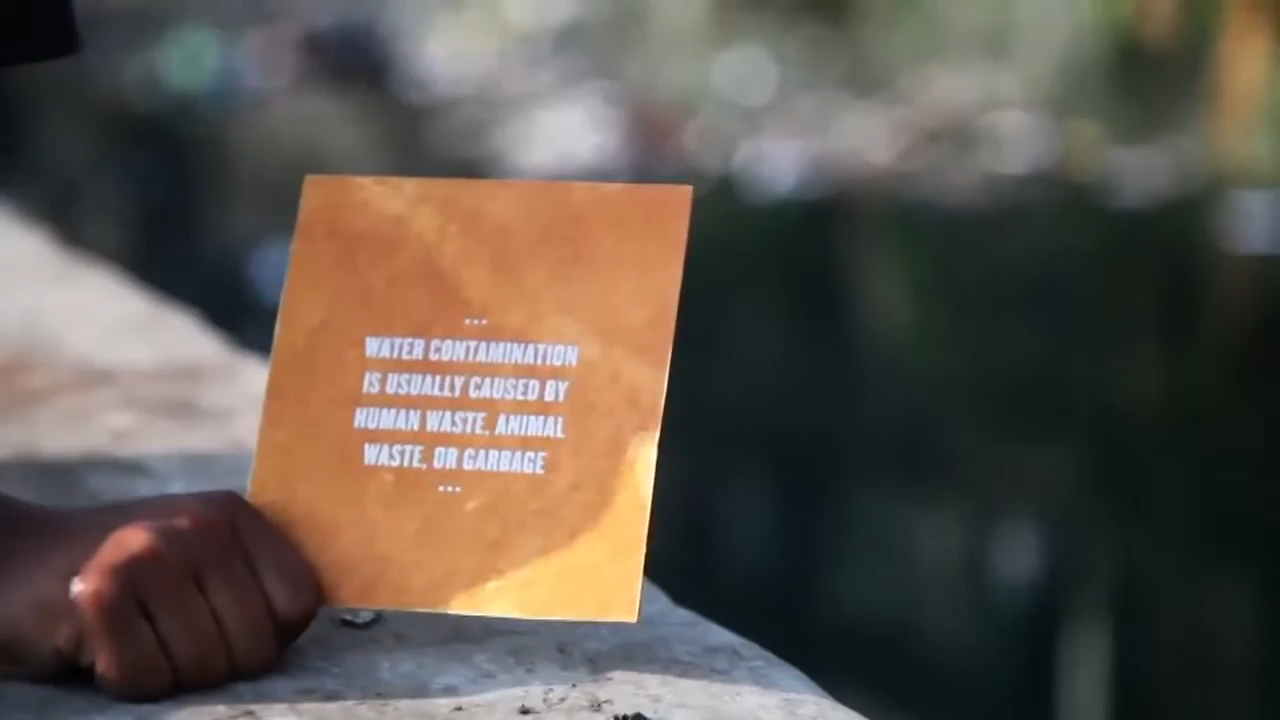 ...
WATER CONTAMINATION
IS USUALLY CAUSED BY
HUMAN WASTE, ANIMAL
WASTE, OR GARBAGE
...